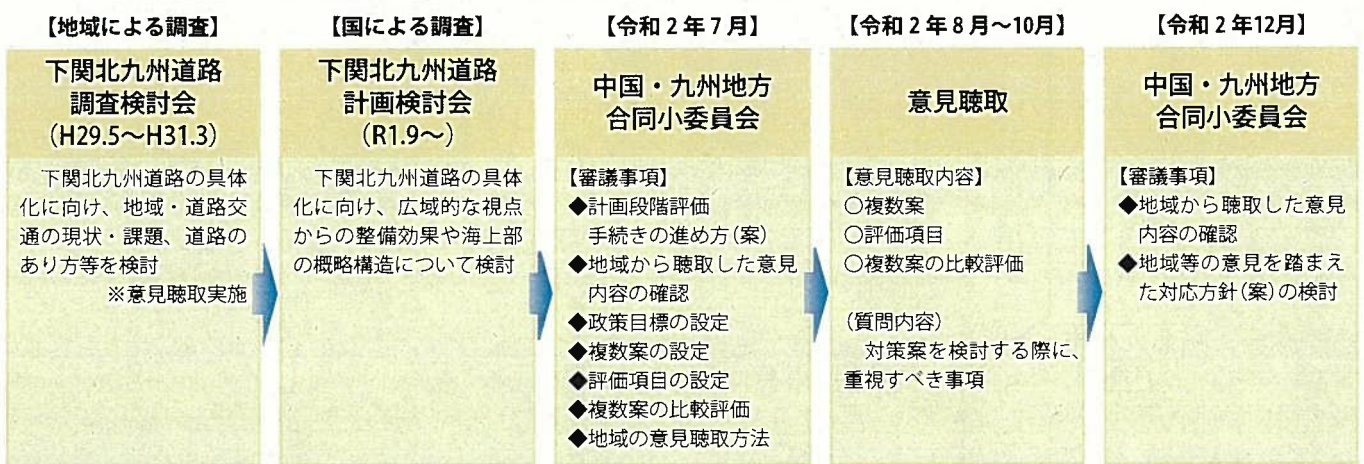 【地域による調査】
下関北九州道路
調査検討会
（H29.5～H31.3）
下関北九州道路の具体
化に向け、地域・道路交
通の現状・課題、道路の
あり方等を検討
※意見聴取実施
【国による調査】
下関北九州道路
計画検討会
（R1.9～）
下関北九州道路の具体
化に向け、広域的な視点
からの整備効果や海上部
の概略構造について検討
【令和２年７月】
中国・九州地方
合同小委員会
【審議事項】
◆計画段階評価
手続きの進め方（案）
◆地域から聴取した意見
内容の確認
◆政策目標の設定
◆複数案の設定
◆評価項目の設定
◆複数案の比較評価
◆地域の意見聴取方法
【令和２年８月～10月】
意見聴取
【意見聴取内容】
○複数案
○評価項目
○複数案の比較評価
（質問内容）
対策案を検討する際に、
重視すべき事項
【令和２年12月】
中国・九州地方
合同小委員会
【審議事項】
◆地域から聴取した意見
内容の確認
◆地域等の意見を踏まえ
た対応方針（案）の検討